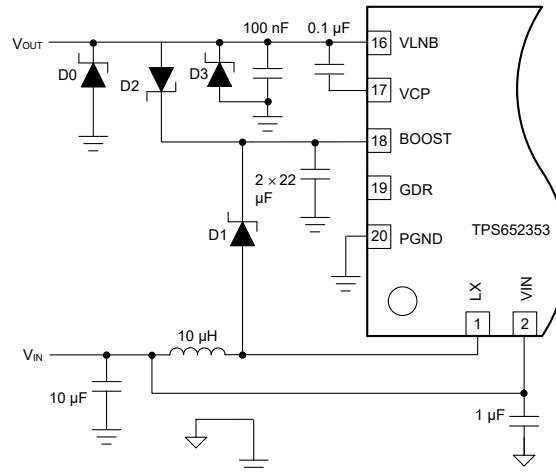 100 nF
0.1 µF
VOUT
16 VLNB
D0
D2
D3
17 VCP
18 BOOST
2 × 22
µF
19 GDR
D1
20 PGND
TPS652353
LX
VIN
1
2
10 µH
VIN
10 µF
1 µF